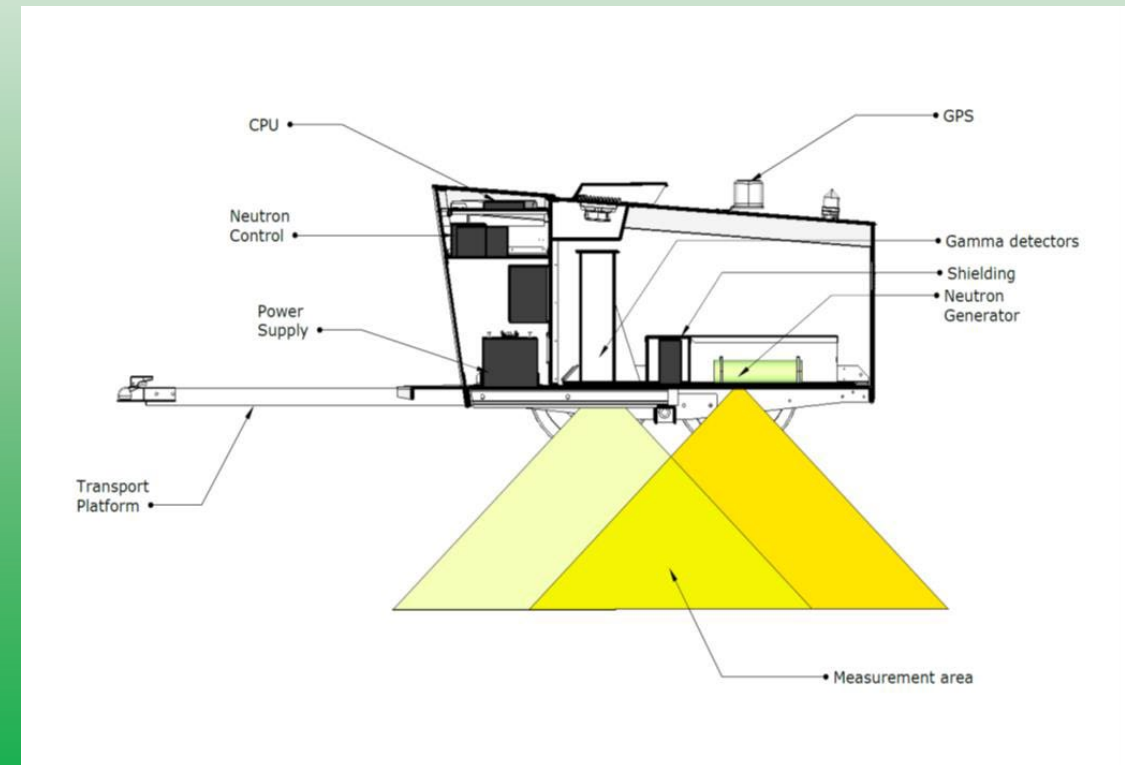 CPU
GPS
Neutron
Control
Gamma detectors
Shielding
Neutron
Generator
Power
Supply
Transport
Platform
Measurement area